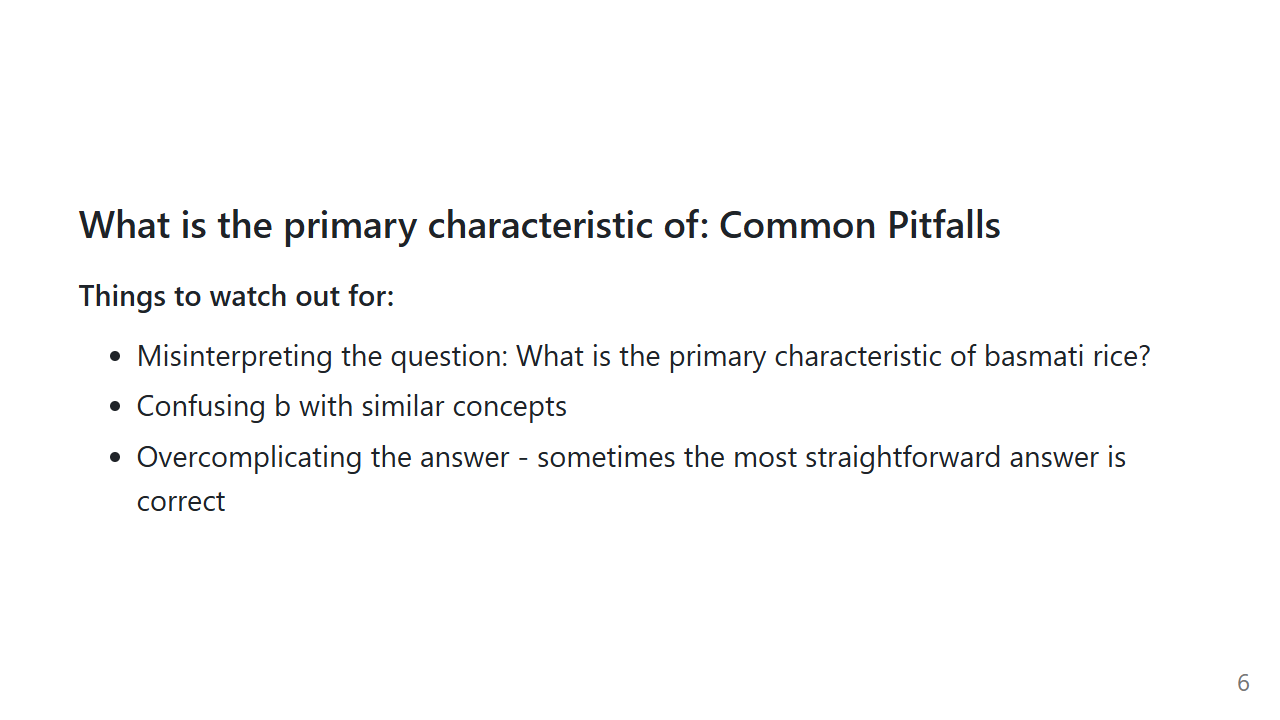 What is the primary characteristic of: Common Pitfalls
Things to watch out for:
Misinterpreting the question: What is the primary characteristic of basmati rice?
Confusing b with similar concepts
Overcomplicating the answer - sometimes the most straightforward answer is
correct
6